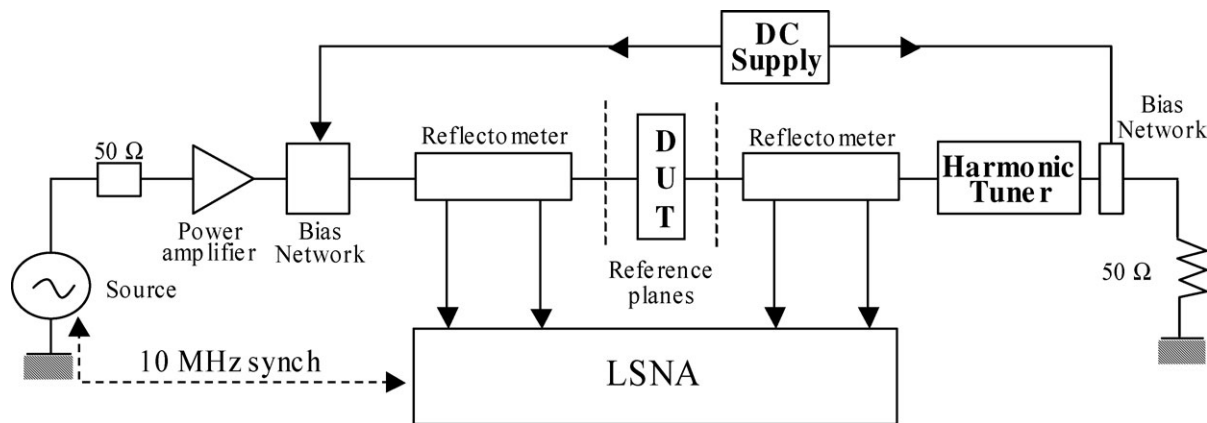 DC
Supply
Bias
Network
50 Ω
Reflectometer
D
U
T
Reflectometer
Harmonic
Tuner
Power
amplifier
Bias
Network
Source
Reference
planes
50 Ω
10 MHz synch
LSNA